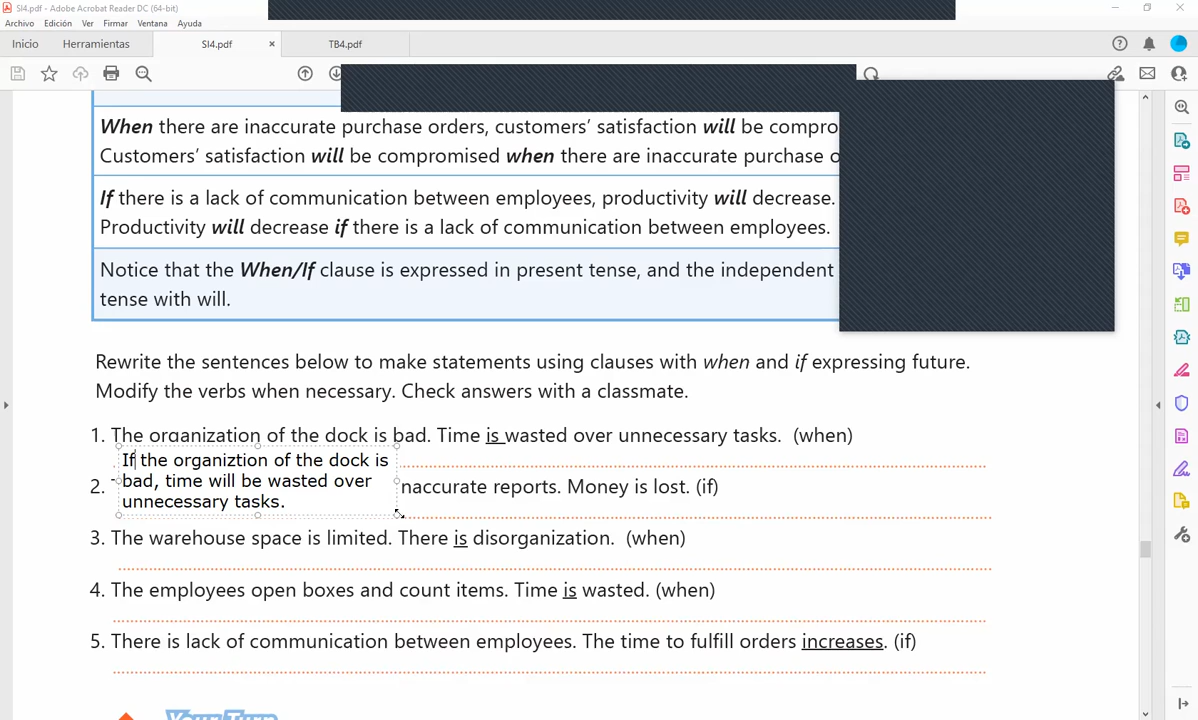 SI4.pdf - Adobe Acrobat Reader DC (64-bit)
Archivo Edición Ver Firmar Ventana Ayuda
Inicio Herramientas SI4.pdf × TB4.pdf
When there are inaccurate purchase orders, customers' satisfaction will be compro
Customers' satisfaction will be compromised when there are inaccurate purchase o
If there is a lack of communication between employees, productivity will decrease.
Productivity will decrease if there is a lack of communication between employees.
Notice that the When/If clause is expressed in present tense, and the independent
tense with will.
Rewrite the sentences below to make statements using clauses with when and if expressing future.
Modify the verbs when necessary. Check answers with a classmate.
1. The organization of the dock is bad. Time is wasted over unnecessary tasks. (when)
If the organiztion of the dock is
bad, time will be wasted over
unnecessary tasks.
2. naccurate reports. Money is lost. (if)
3. The warehouse space is limited. There is disorganization. (when)
4. The employees open boxes and count items. Time is wasted. (when)
5. There is lack of communication between employees. The time to fulfill orders increases. (if)
Your Turn